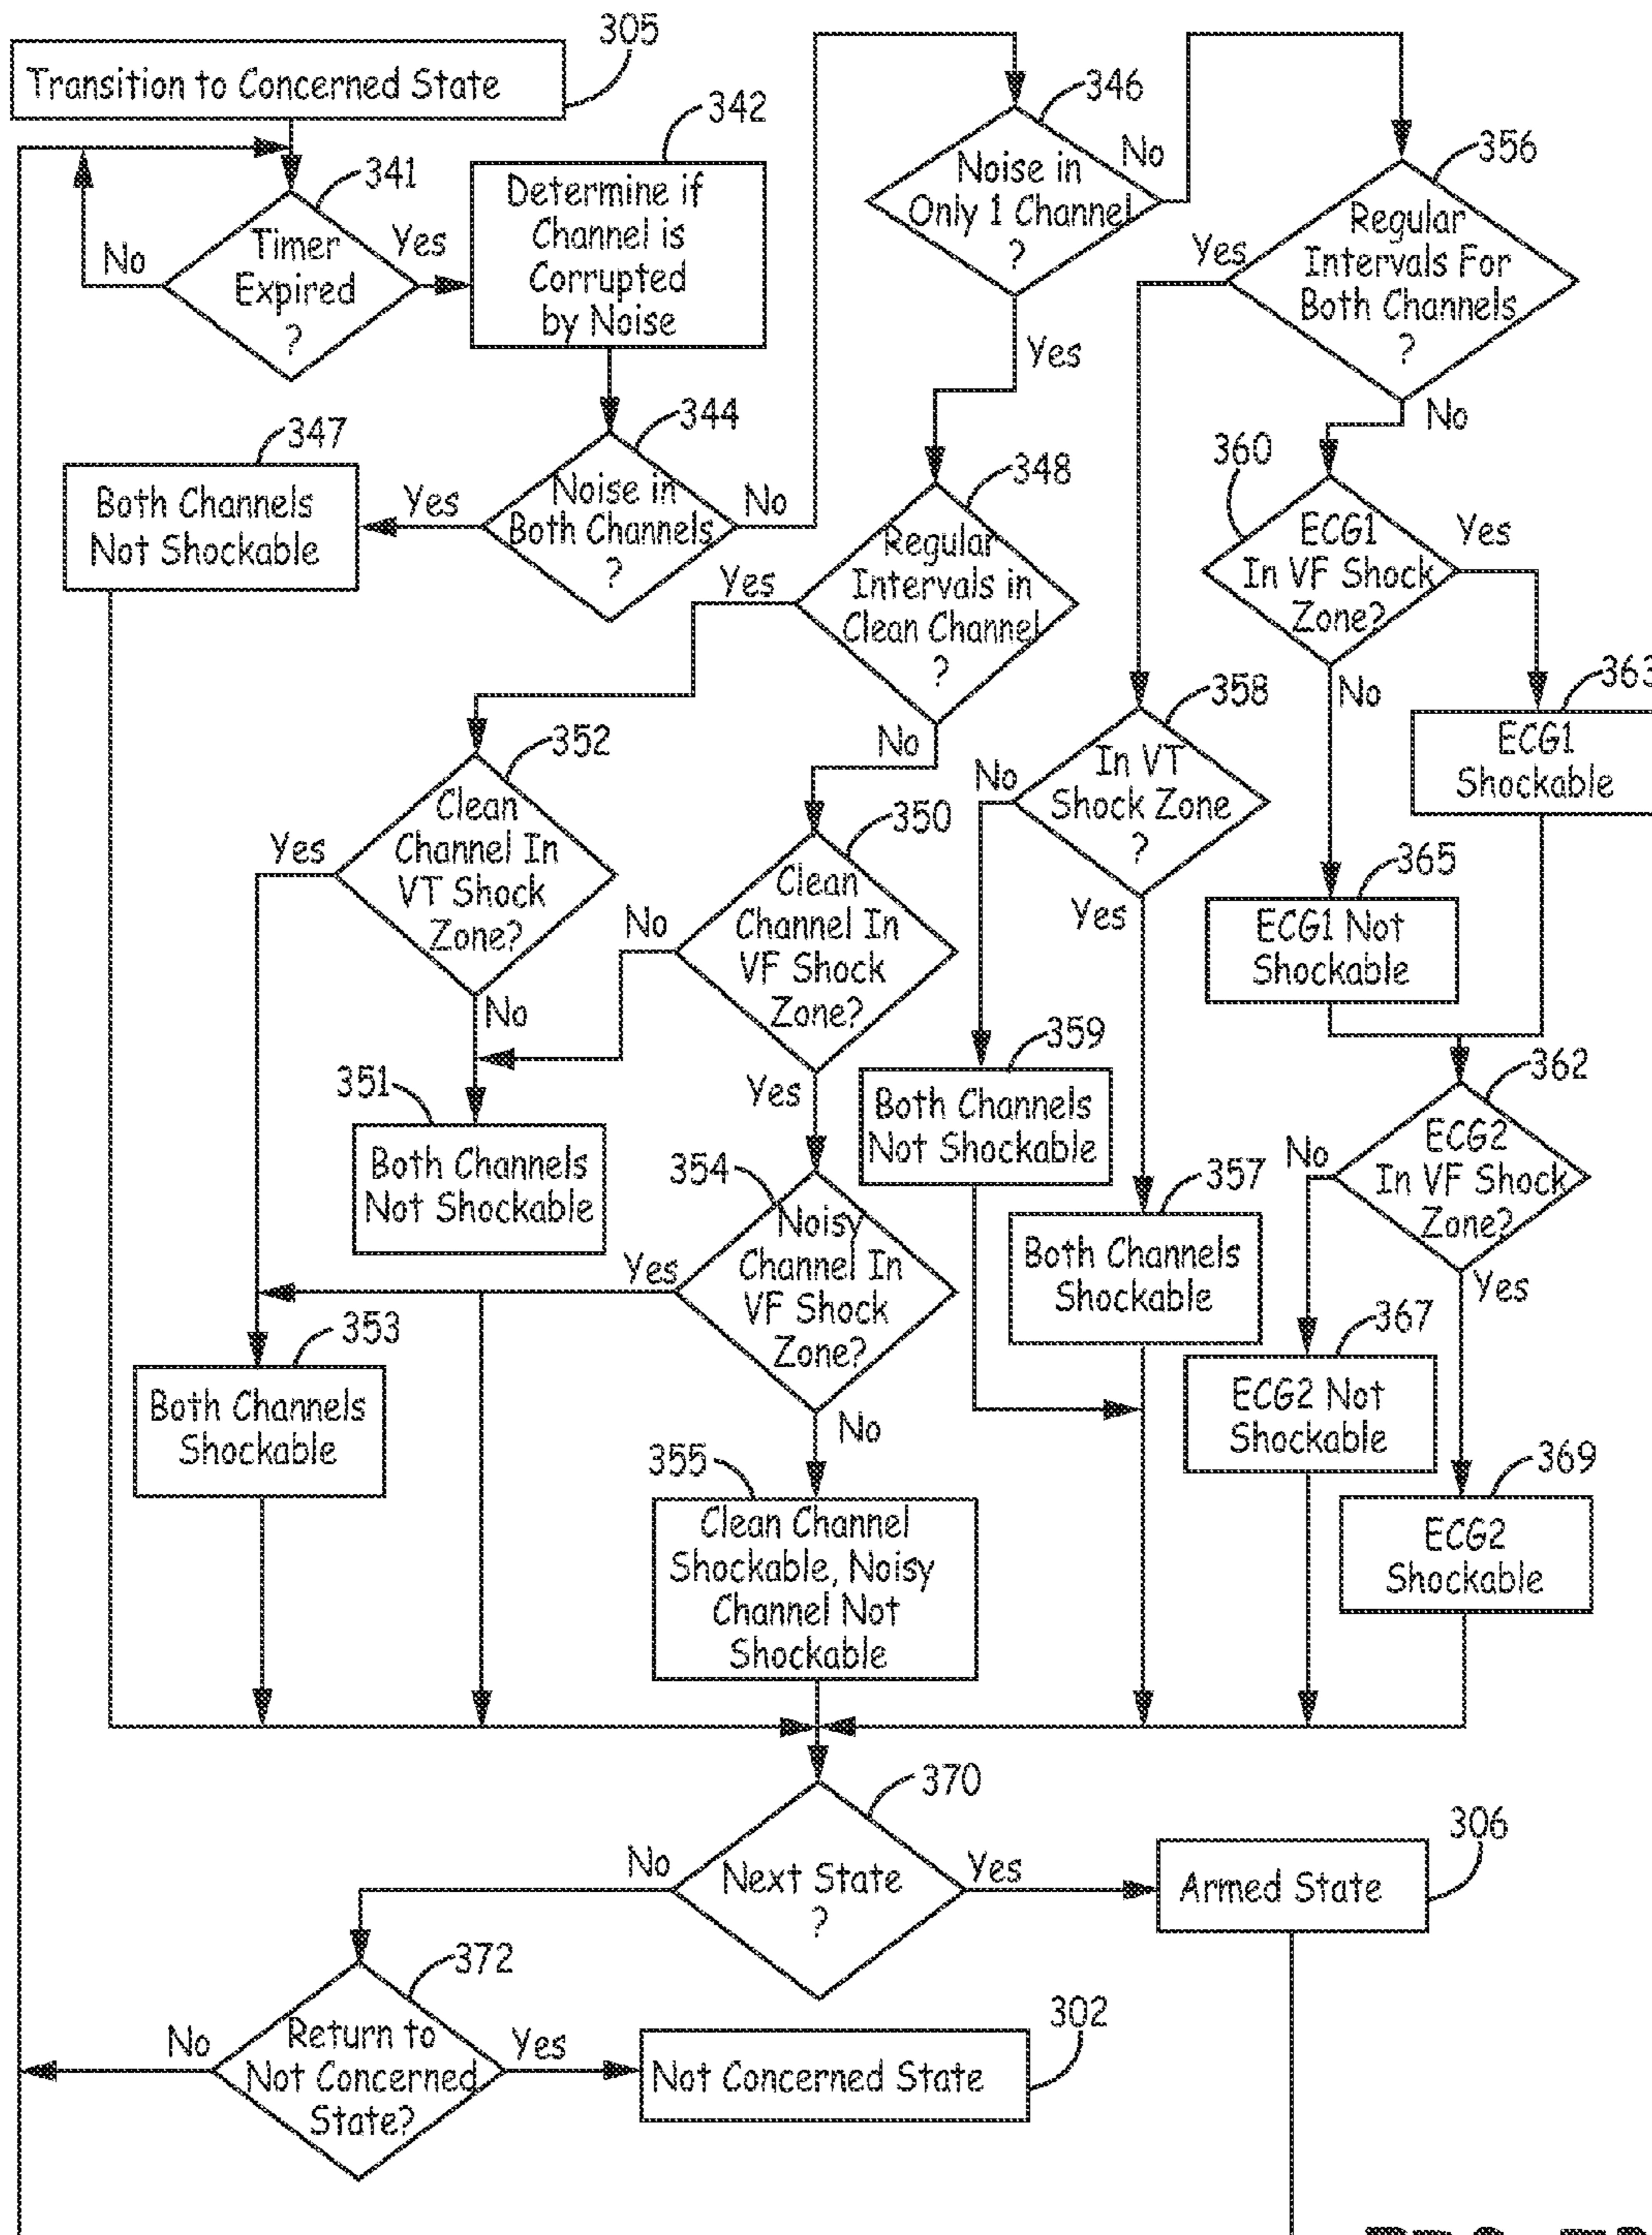 305
Transition to Concerned State
342
346
No
356
341
Determine if
Channel is
Corrupted
by Noise
Noise in
Only 1 Channel
?
Regular
Intervals For
Both Channels
?
Yes
No
Timer
Expired
?
Yes
Yes
No
344
347
348
360
Both Channels
Not Shockable
Yes
Noise in
Both Channels
?
No
Regular
Intervals in
Clean Channel
?
Yes
No
ECG1
In VF Shock
Zone?
Yes
No
363
ECG1
Shockable
358
352
In VT
Shock Zone
?
No
Yes
Clean
Channel In
VT Shock
Zone?
Yes
No
350
Clean
Channel In
VF Shock
Zone?
No
Yes
365
ECG1 Not
Shockable
359
Both Channels
Not Shockable
362
351
Both Channels
Not Shockable
ECG2
In VF Shock
Zone?
No
Yes
354
Noisy
Channel In
VF Shock
Zone?
Yes
No
357
Both Channels
Shockable
353
Both Channels
Shockable
367
ECG2 Not
Shockable
369
ECG2
Shockable
355
Clean Channel
Shockable, Noisy
Channel Not
Shockable
370
Next State
?
No
Yes
306
Armed State
372
Return to
Not Concerned
State?
No
Yes
302
Not Concerned State